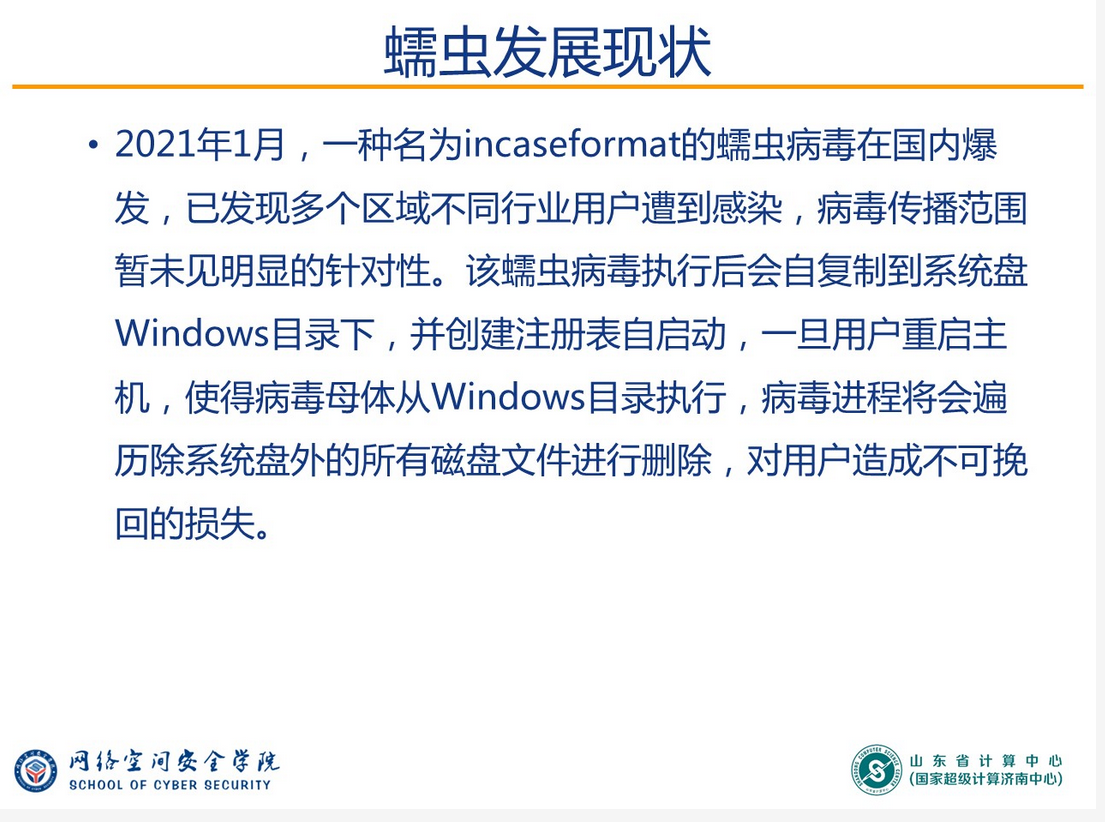 蠕虫发展现状
• 2021年1月，一种名为incaseformat的蠕虫病毒在国内爆
发，已发现多个区域不同行业用户遭到感染，病毒传播范围
暂未见明显的针对性。该蠕虫病毒执行后会自复制到系统盘
Windows目录下，并创建注册表自启动，一旦用户重启主
机，使得病毒母体从Windows目录执行，病毒进程将会遍
历除系统盘外的所有磁盘文件进行删除，对用户造成不可挽
回的损失。
网络空间安全学院
SCHOOL OF CYBER SECURITY
山东省计算中心
(国家超级计算济南中心)